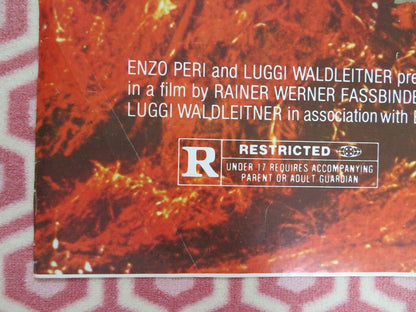 ENZO PERI and LUGGI WALDLEITNER pre
in a film by RAINER WERNER FASSBINDE
LUGGI WALDLEITNER in association with
R
RESTRICTED
UNDER 17 REQUIRES ACCOMPANYING
PARENT OR ADULT GUARDIAN